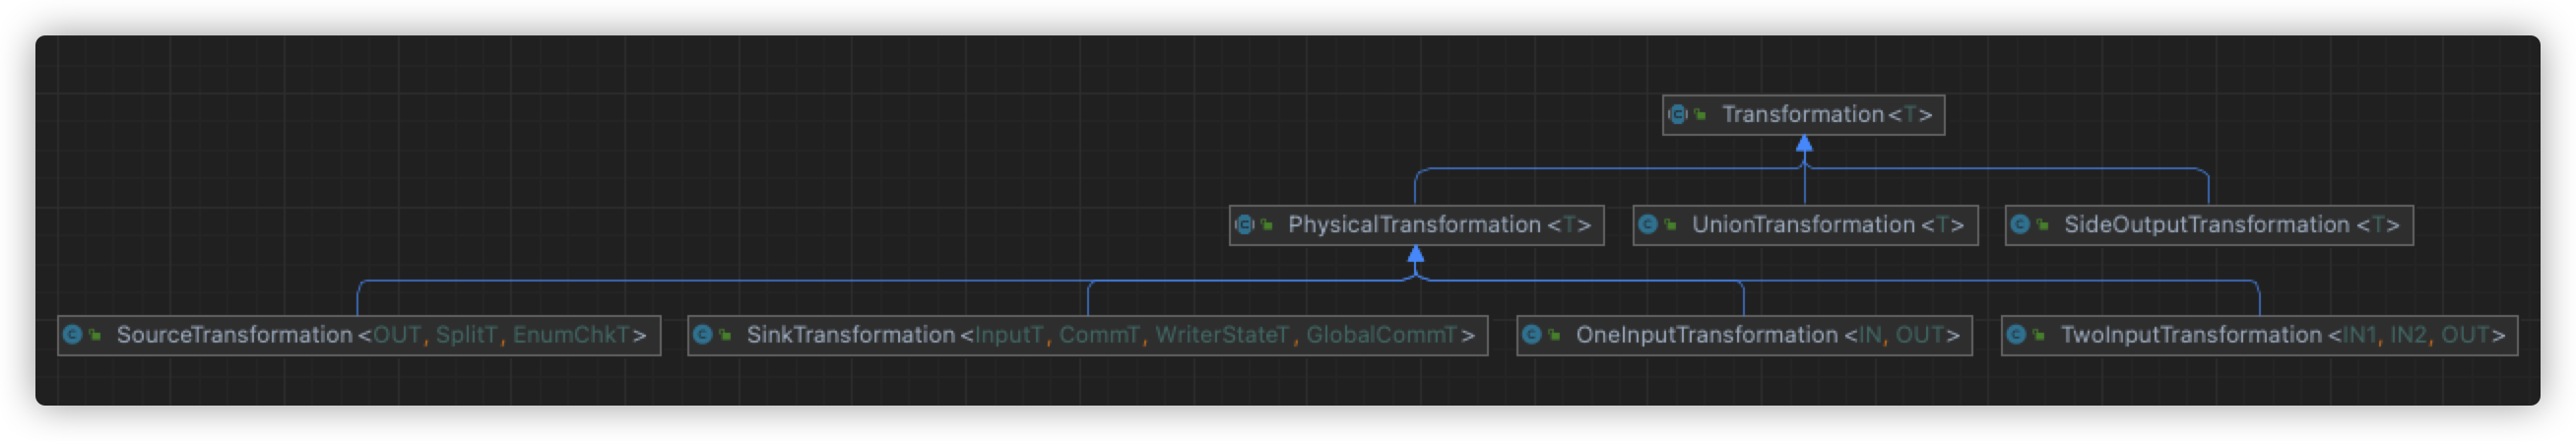 Transformation<T>
PhysicalTransformation<T> UnionTransformation<T> SideOutputTransformation<T>
SourceTransformation<OUT, SplitT, EnumChkT> SinkTransformation<InputT, CommT, WriterStateT, GlobalCommT> OneInputTransformation<IN, OUT> TwoInputTransformation<IN1, IN2, OUT>